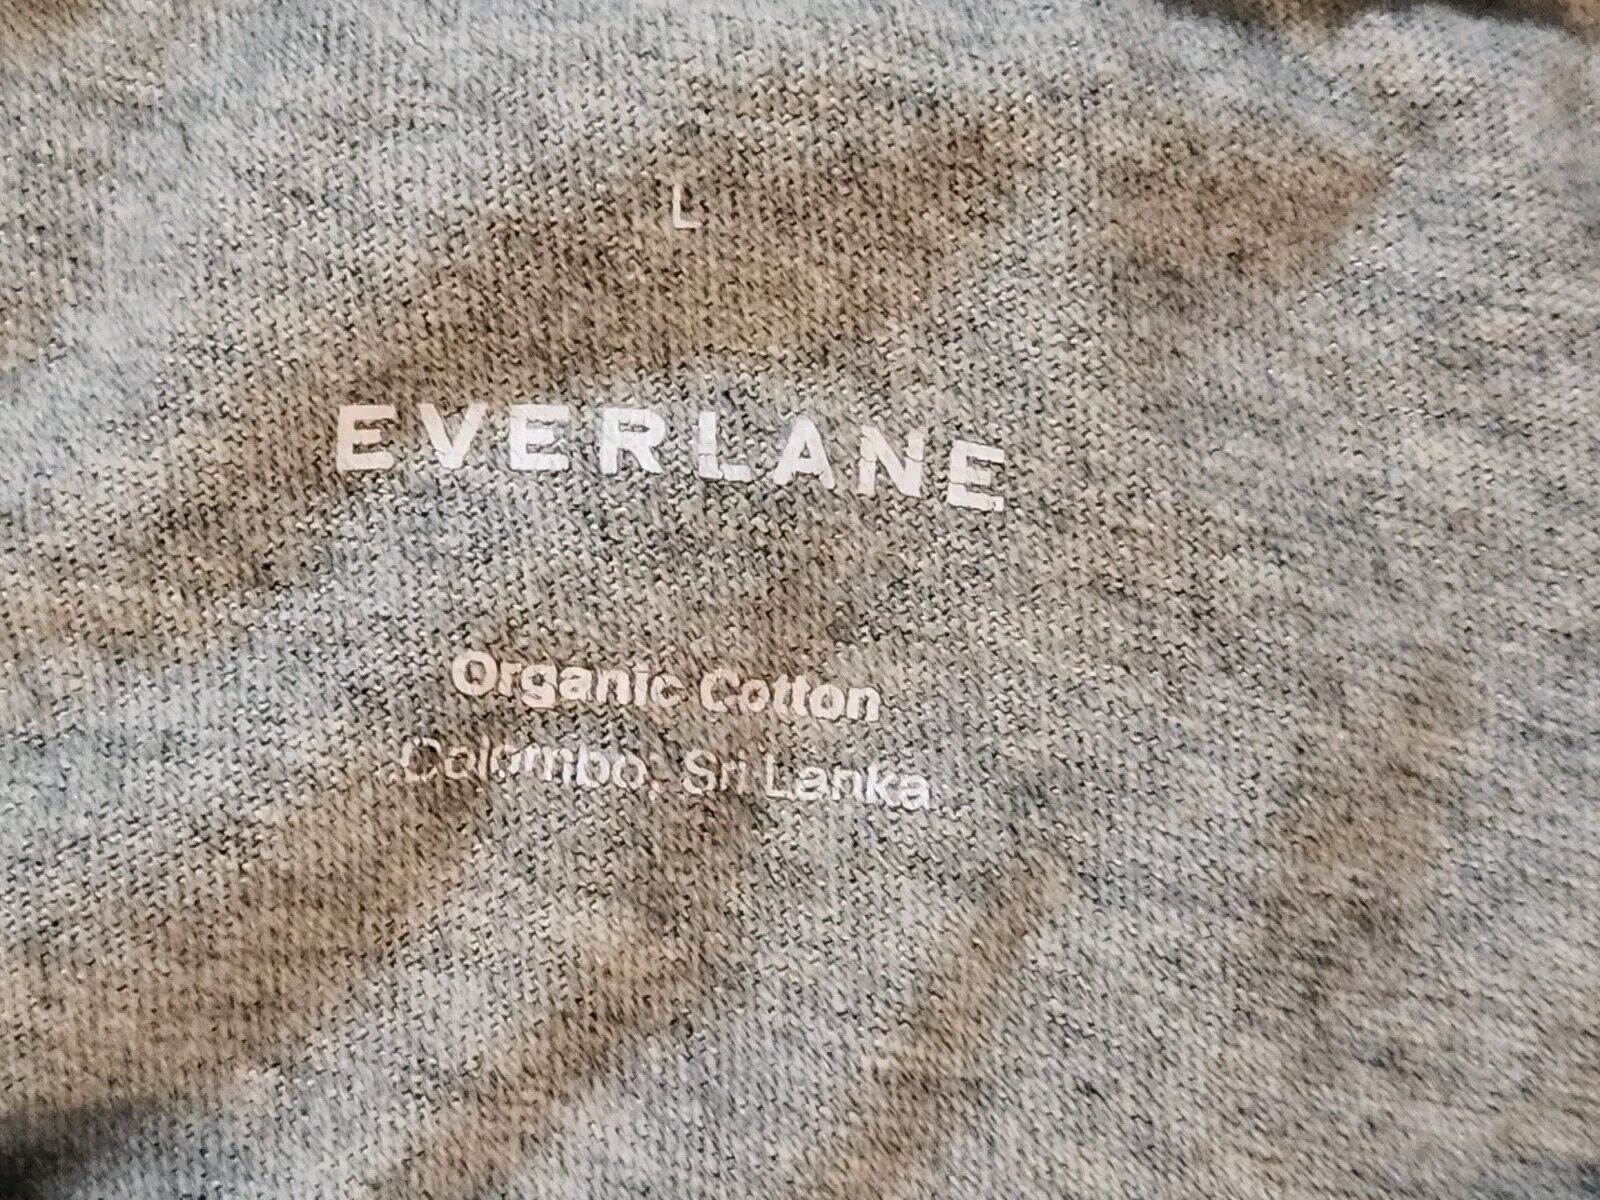 L
EVERLANE
Organic Cotton
Colombo, Sri Lanka